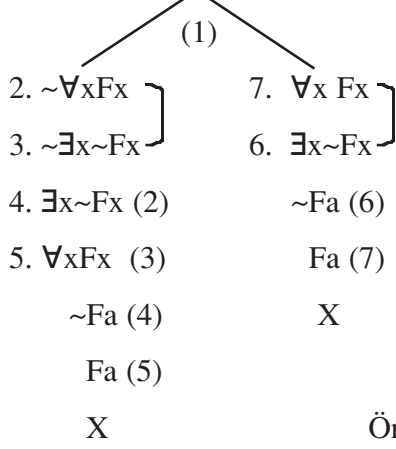 (1)
2. ~∀xFx 7. ∀x Fx
3. ~∃x~Fx 6. ∃x~Fx
4. ∃x~Fx (2) ~Fa (6)
5. ∀xFx (3) Fa (7)
~Fa (4) X
Fa (5)
X